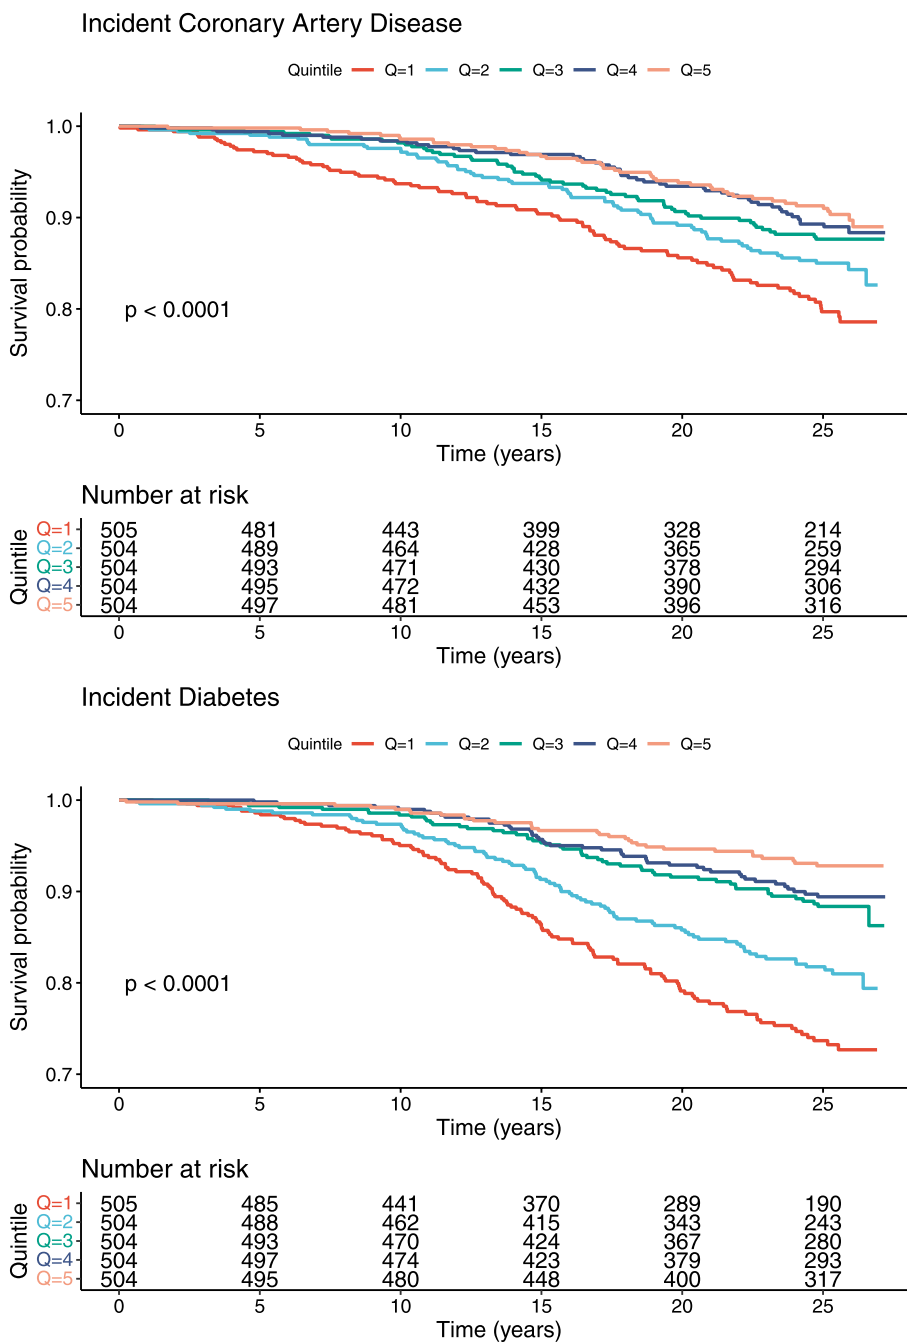 Incident Coronary Artery Disease
Quintile Q=1 Q=2 Q=3 Q=4 Q=5
1.0
0.9
0.8
0.7
Survival probability
p < 0.0001
0 5 10 15 20 25
Time (years)
Number at risk
Quintile
Q=1 505 481 443 399 328 214
Q=2 504 489 464 428 365 259
Q=3 504 493 471 430 378 294
Q=4 504 495 472 432 390 306
Q=5 504 497 481 453 396 316
0 5 10 15 20 25
Time (years)
Incident Diabetes
Quintile Q=1 Q=2 Q=3 Q=4 Q=5
1.0
0.9
0.8
0.7
Survival probability
p < 0.0001
0 5 10 15 20 25
Time (years)
Number at risk
Quintile
Q=1 505 485 441 370 289 190
Q=2 504 488 462 415 343 243
Q=3 504 493 470 424 367 280
Q=4 504 497 474 423 379 293
Q=5 504 495 480 448 400 317
0 5 10 15 20 25
Time (years)